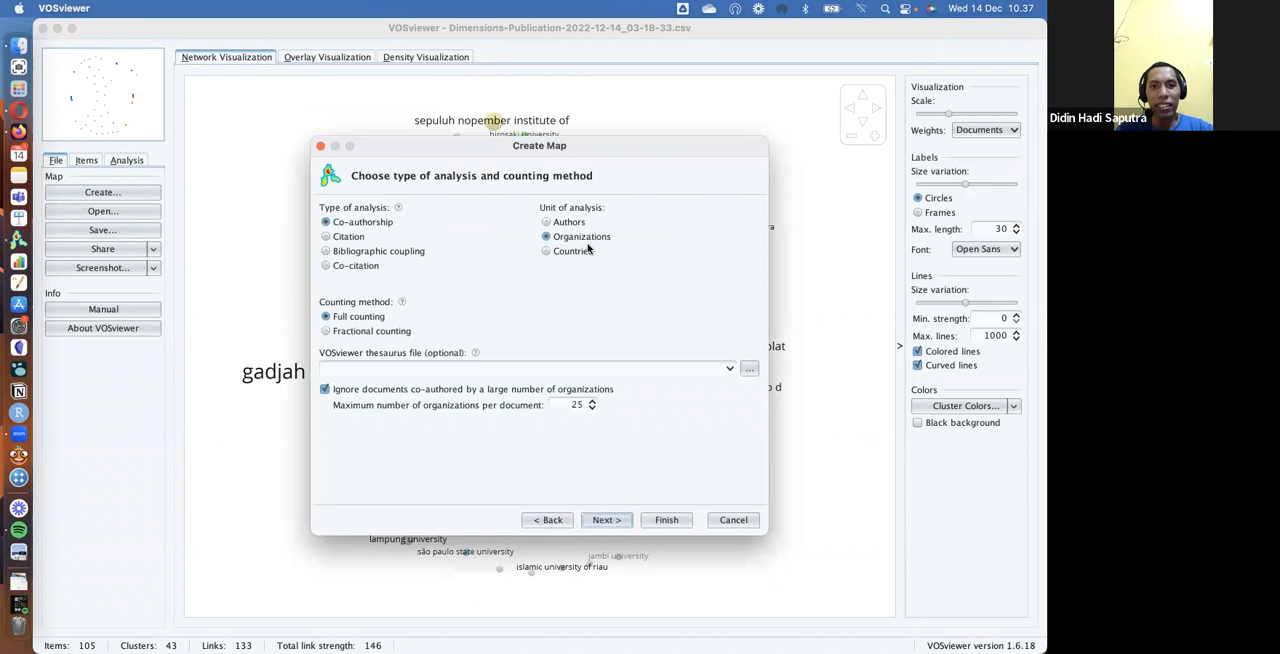 VOSviewer
Wed 14 Dec 10.37
VOSviewer - Dimensions-Publication-2022-12-14_03-18-33.csv
Network Visualization
Overlay Visualization
Density Visualization
File
Items
Analysis
Map
Create...
Open...
Save...
Share
Screenshot...
Info
Manual
About VOSviewer
sepuluh nopember institute of
hirosaki university
gadjah
lampung university
são paulo state university
jambi university
islamic university of riau
Create Map
Choose type of analysis and counting method
Type of analysis:
Co-authorship
Citation
Bibliographic coupling
Co-citation
Unit of analysis:
Authors
Organizations
Countries
Counting method:
Full counting
Fractional counting
VOSviewer thesaurus file (optional):
...
Ignore documents co-authored by a large number of organizations
Maximum number of organizations per document: 25
< Back
Next >
Finish
Cancel
Visualization
Scale:
Weights: Documents
Labels
Size variation:
Circles
Frames
Max. length: 30
Font: Open Sans
Lines
Size variation:
Min. strength: 0
Max. lines: 1000
Colored lines
Curved lines
Colors
Cluster Colors...
Black background
Items: 105
Clusters: 43
Links: 133
Total link strength: 146
VOSviewer version 1.6.18
Didin Hadi Saputra